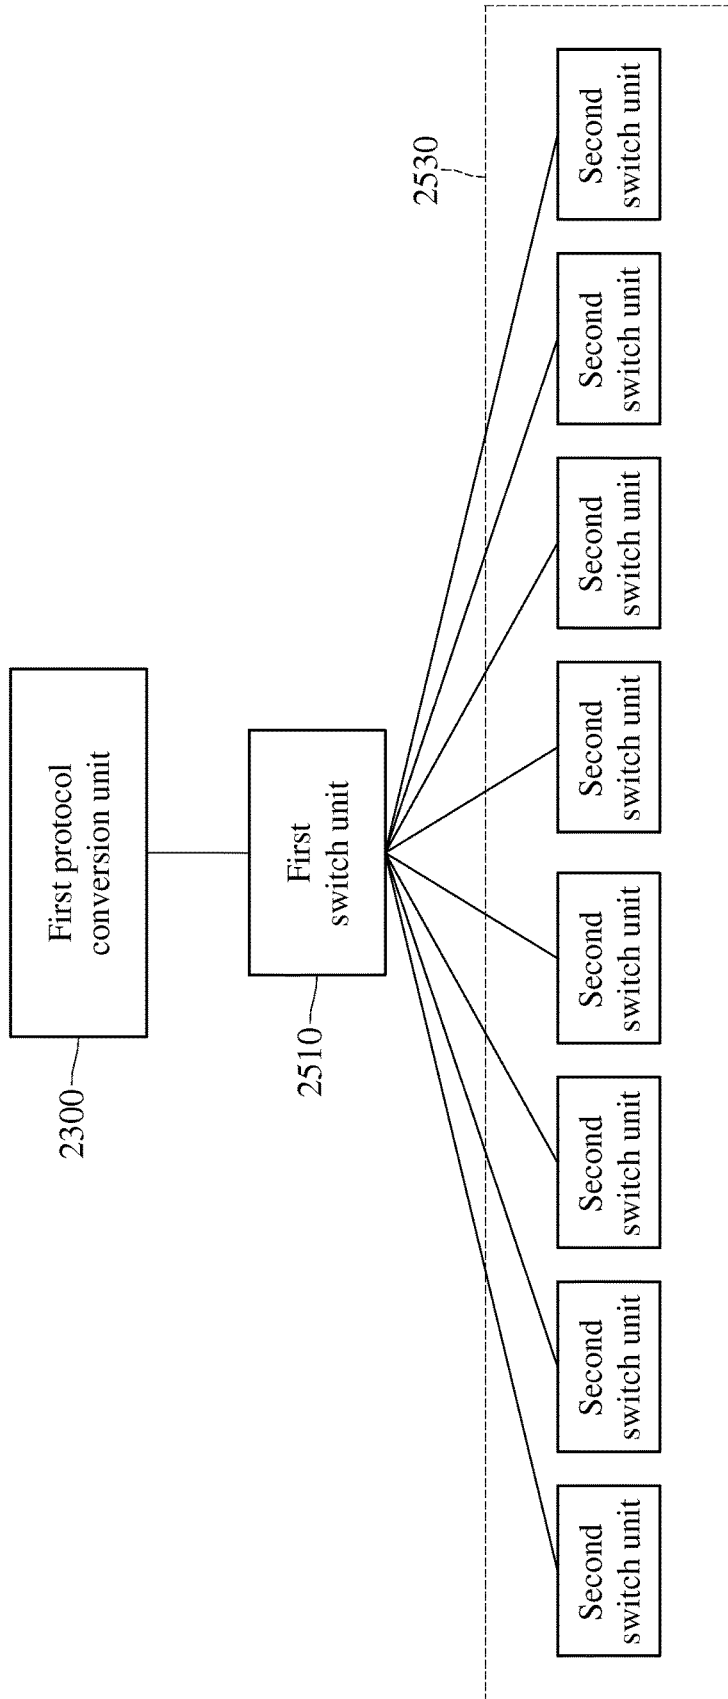 First protocol
conversion unit
2300
First
switch unit
2510
2530
Second
switch unit
Second
switch unit
Second
switch unit
Second
switch unit
Second
switch unit
Second
switch unit
Second
switch unit
Second
switch unit